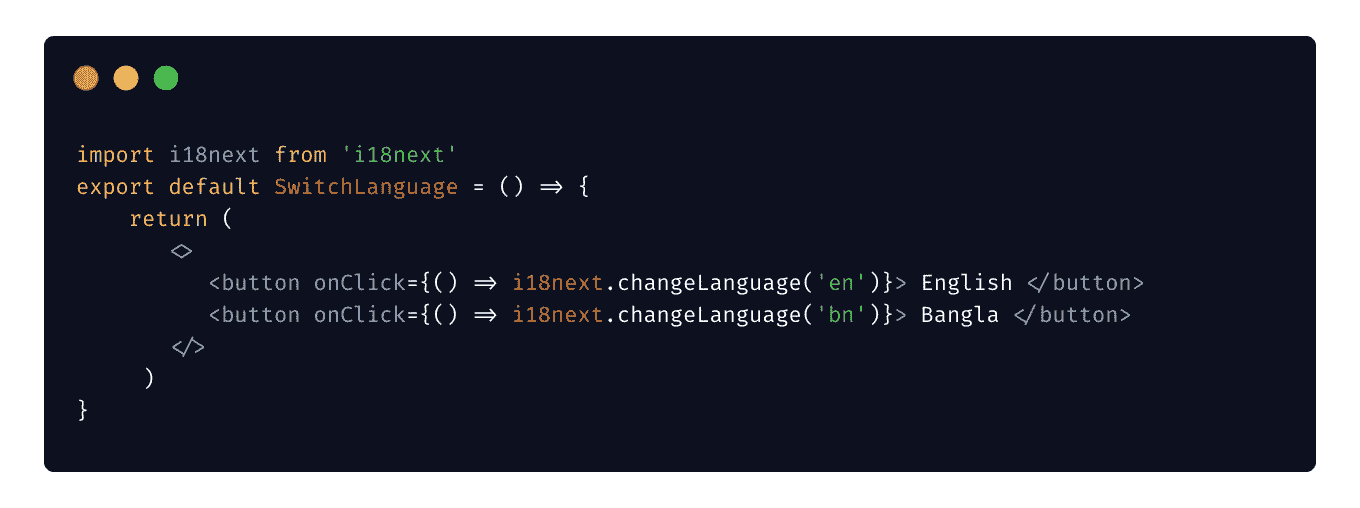 import i18next from 'i18next'
export default SwitchLanguage = () => {
    return (
       <>
          <button onClick={() => i18next.changeLanguage('en')}> English </button>
          <button onClick={() => i18next.changeLanguage('bn')}> Bangla </button>
       </>
     )
}